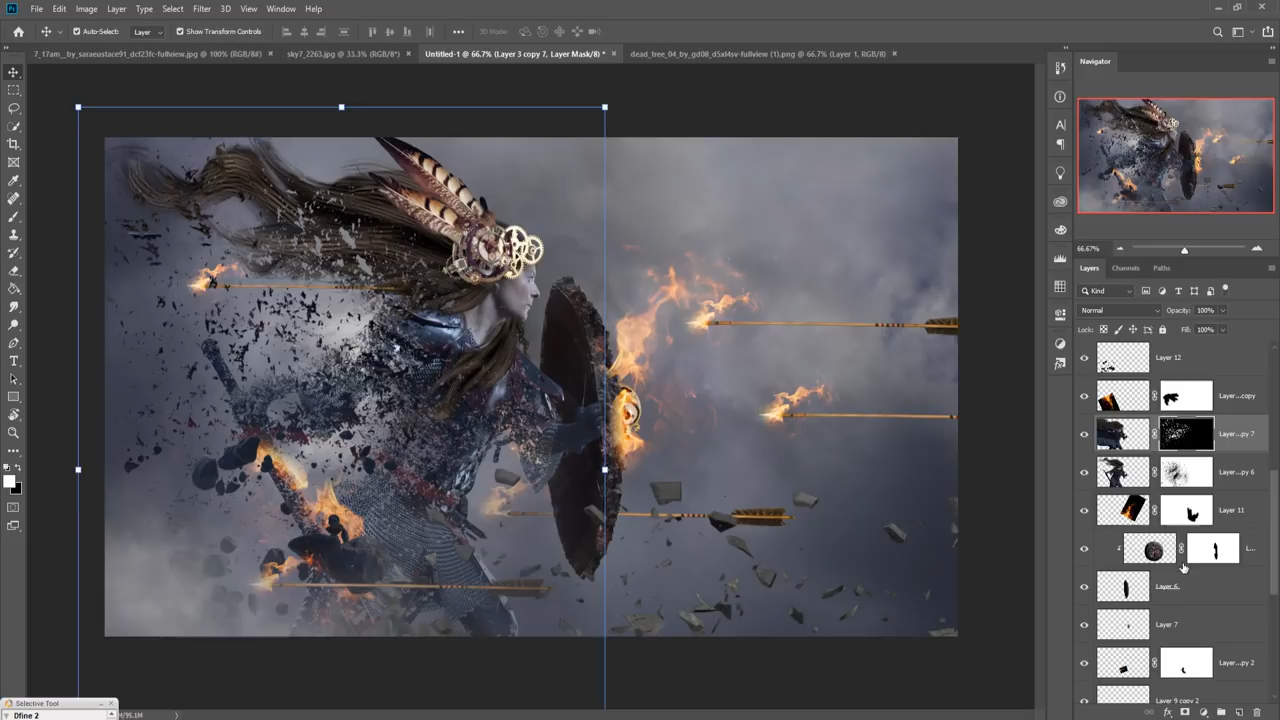 Ps File Edit Image Layer Type Select Filter 3D View Window Help
Auto-Select: Layer Show Transform Controls 3D Mode:
7_17am__by_saraeustace91_dcf23fc-fullview.jpg @ 100% (RGB/8#) × sky7_2263.jpg @ 33.3% (RGB/8*) × Untitled-1 @ 66.7% (Layer 3 copy 7, Layer Mask/8) * × dead_tree_04_by_gd08_d5xl4sv-fullview (1).png @ 66.7% (Layer 1, RGB/8) ×
Navigator
66.67%
Layers Channels Paths
Kind
Normal Opacity: 100%
Lock: Fill: 100%
Layer 12
Layer...copy
Layer...py 7
Layer...py 6
Layer 11
L...
Layer 6
Layer 7
Layer...py 2
Layer 9 copy 2
Selective Tool
Dfine 2
M/95.1M